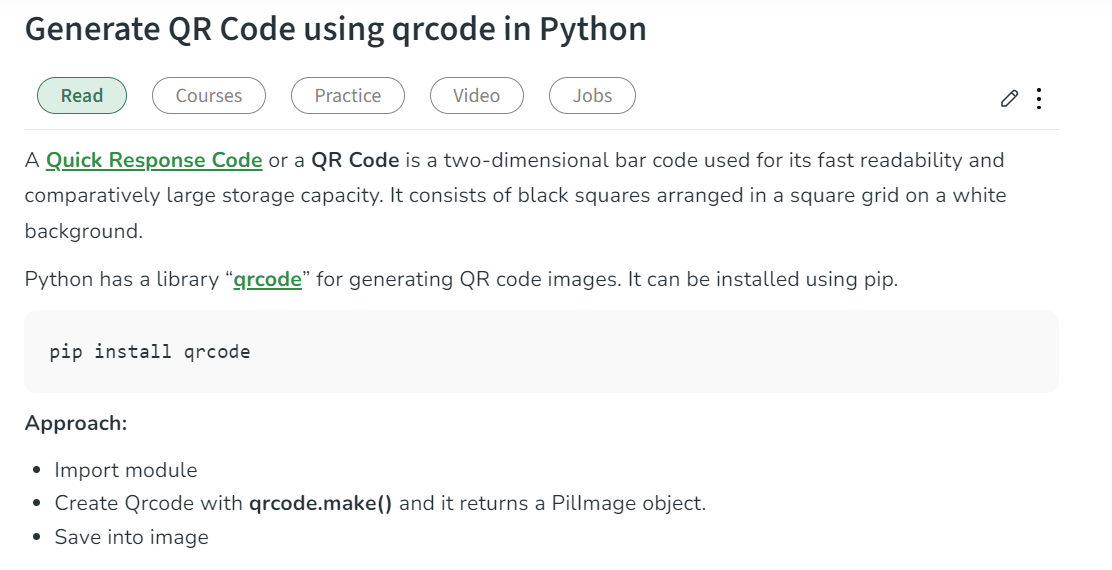 Generate QR Code using qrcode in Python
Read Courses Practice Video Jobs
A Quick Response Code or a QR Code is a two-dimensional bar code used for its fast readability and
comparatively large storage capacity. It consists of black squares arranged in a square grid on a white
background.
Python has a library “qrcode” for generating QR code images. It can be installed using pip.
pip install qrcode
Approach:
• Import module
• Create Qrcode with qrcode.make() and it returns a PilImage object.
• Save into image